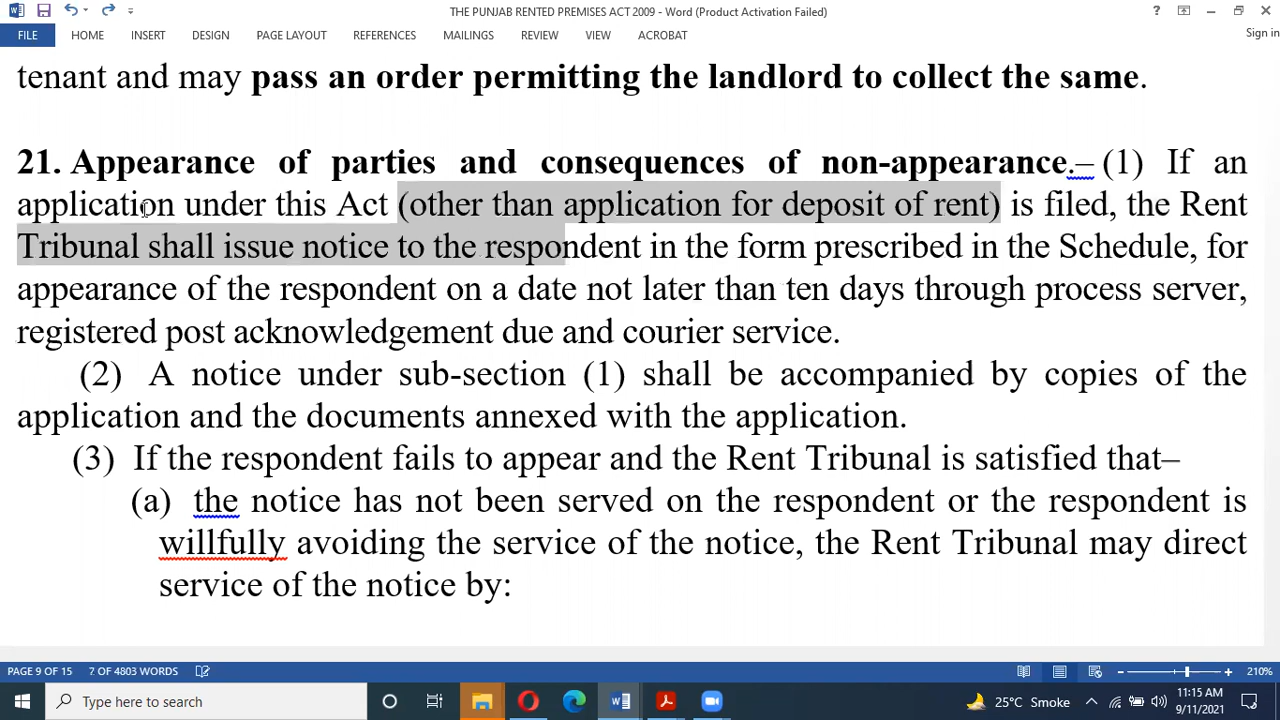 THE PUNJAB RENTED PREMISES ACT 2009 - Word (Product Activation Failed)
FILE HOME INSERT DESIGN PAGE LAYOUT REFERENCES MAILINGS REVIEW VIEW ACROBAT Sign in
tenant and may pass an order permitting the landlord to collect the same.
21. Appearance of parties and consequences of non-appearance.– (1) If an
application under this Act (other than application for deposit of rent) is filed, the Rent
Tribunal shall issue notice to the respondent in the form prescribed in the Schedule, for
appearance of the respondent on a date not later than ten days through process server,
registered post acknowledgement due and courier service.
(2) A notice under sub-section (1) shall be accompanied by copies of the
application and the documents annexed with the application.
(3) If the respondent fails to appear and the Rent Tribunal is satisfied that–
(a) the notice has not been served on the respondent or the respondent is
willfully avoiding the service of the notice, the Rent Tribunal may direct
service of the notice by:
PAGE 9 OF 15 ? OF 4803 WORDS 210%
Type here to search 25°C Smoke 11:15 AM
9/11/2021